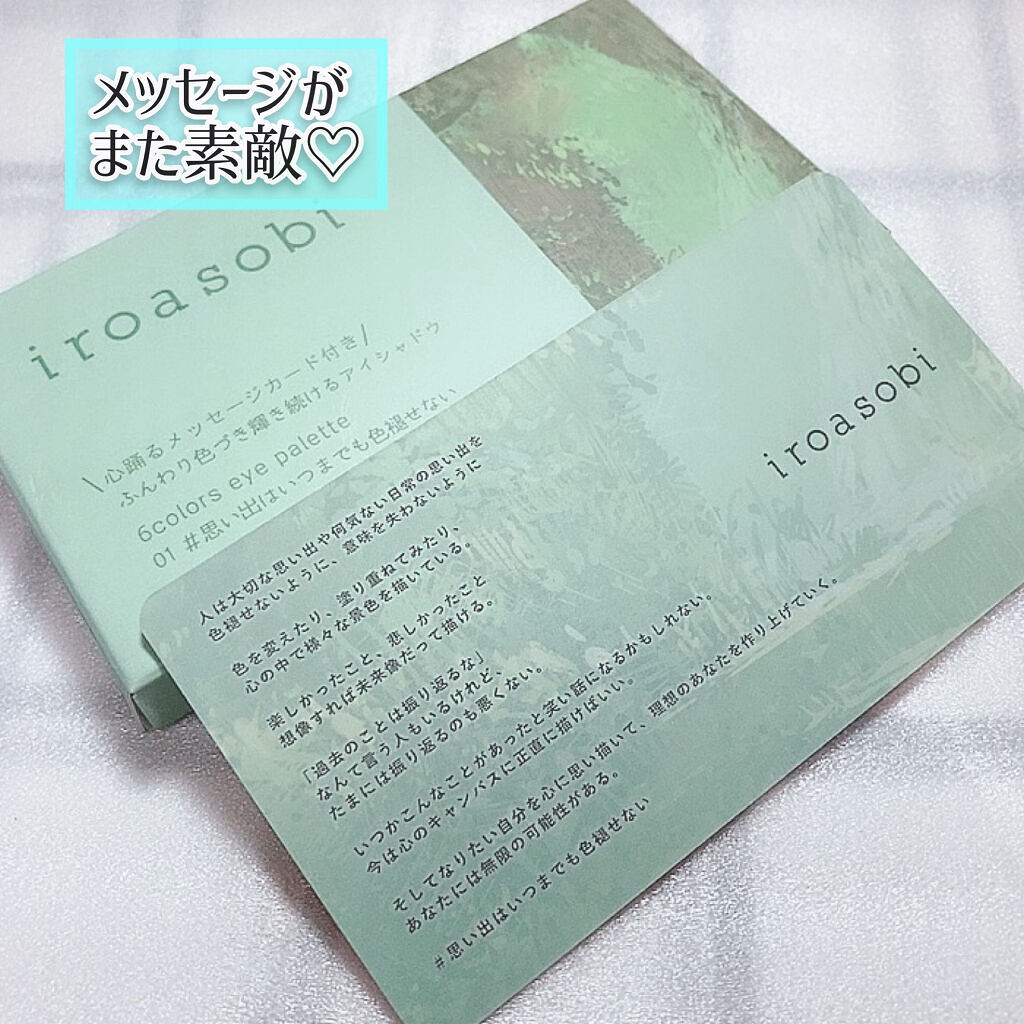 メッセージが
また素敵♡
iroasobi
\心踊るメッセージカード付き/
ふんわり色づき輝き続けるアイシャドウ
6colors eye palette
01 #思い出はいつまでも色褪せない
iroasobi
人は大切な思い出や何気ない日常の思い出を
色褪せないように、意味を失わないように
色を変えたり、塗り重ねてみたり、
心の中で様々な景色を描いている。
楽しかったこと、悲しかったこと
想像すれば未来像だって描ける。
「過去のことは振り返るな」
なんて言う人もいるけれど、
たまには振り返るのも悪くない。
いつかこんなことがあったと笑い話になるかもしれない。
今は心のキャンバスに正直に描けばいい。
そしてなりたい自分を心に思い描いて、理想のあなたを作り上げていく。
あなたには無限の可能性がある。
#思い出はいつまでも色褪せない